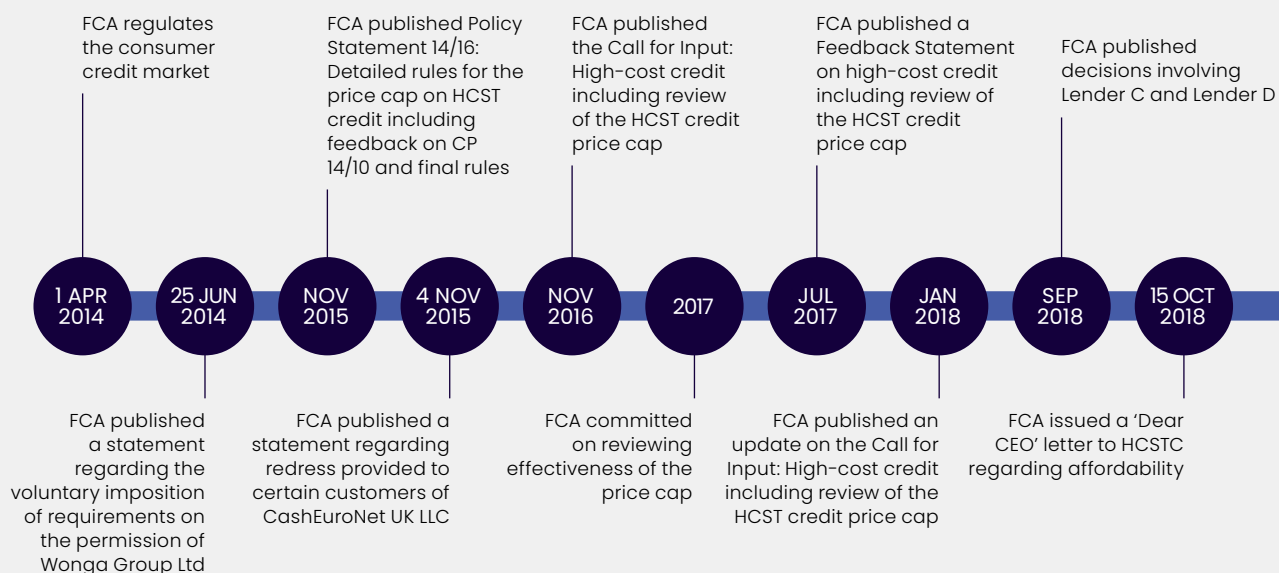 FCA regulates
the consumer
credit market
FCA published Policy
Statement 14/16:
Detailed rules for the
price cap on HCST
credit including
feedback on CP
14/10 and final rules
FCA published
the Call for Input:
High-cost credit
including review
of the HCST credit
price cap
FCA published a
Feedback Statement
on high-cost credit
including review of
the HCST credit
price cap
FCA published
decisions involving
Lender C and Lender D
1 APR
2014
25 JUN
2014
NOV
2015
4 NOV
2015
NOV
2016
2017
JUL
2017
JAN
2018
SEP
2018
15 OCT
2018
FCA published
a statement
regarding the
voluntary imposition
of requirements on
the permission of
Wonga Group Ltd
FCA published a
statement regarding
redress provided to
certain customers of
CashEuroNet UK LLC
FCA committed
on reviewing
effectiveness of the
price cap
FCA published an
update on the Call for
Input: High-cost credit
including review of the
HCST credit price cap
FCA issued a ‘Dear
CEO’ letter to HCSTC
regarding affordability